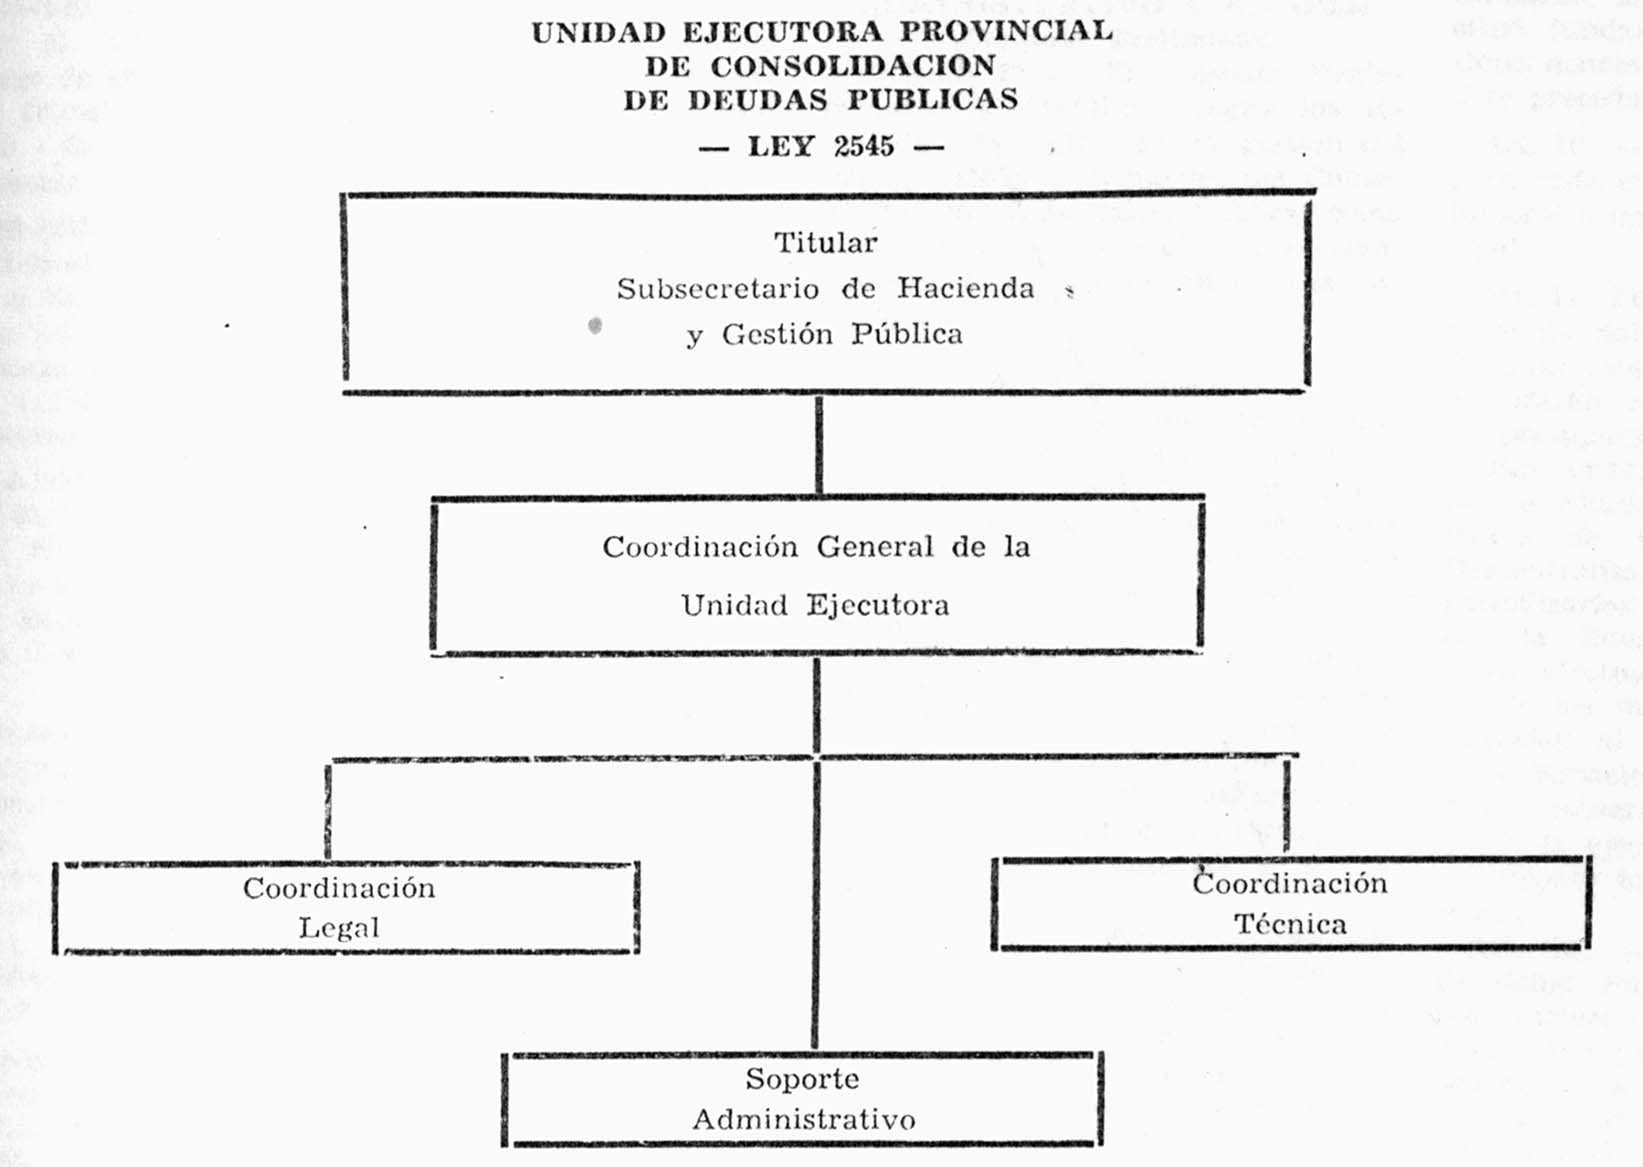 UNIDAD EJECUTORA PROVINCIAL
DE CONSOLIDACION
DE DEUDAS PUBLICAS
— LEY 2545 —
Titular
Subsecretario de Hacienda
y Gestión Pública
Coordinación General de la
Unidad Ejecutora
Coordinación
Legal
Coordinación
Técnica
Soporte
Administrativo